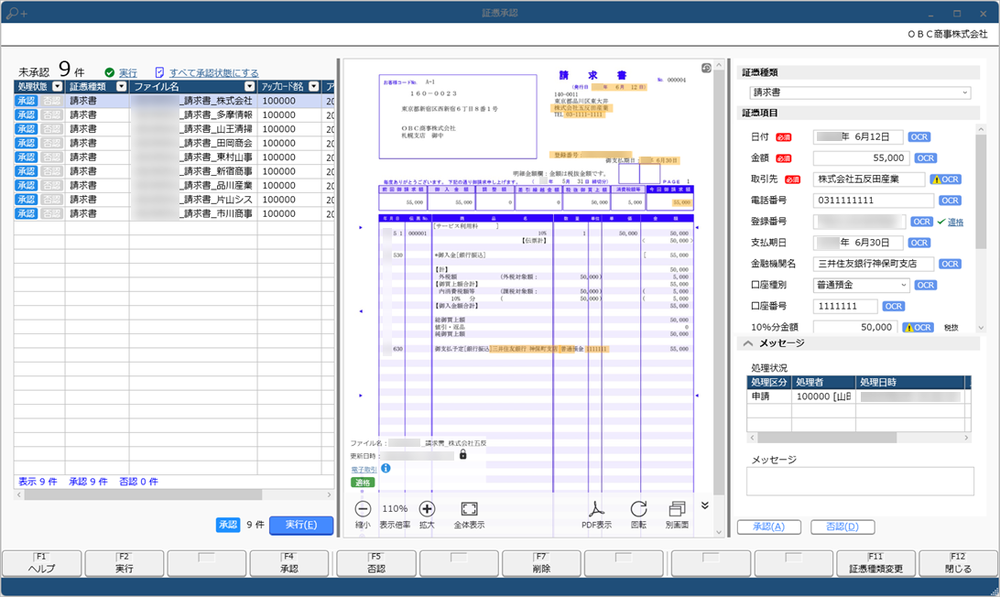 証憑承認
ＯＢＣ商事株式会社
未承認 9 件 実行 すべて承認状態にする
処理状態 証憑種類 ファイル名 アップロード者名 ア
承認 否認 請求書 _請求書_株式会社 100000 20
承認 否認 請求書 _請求書_多摩情報 100000 20
承認 否認 請求書 _請求書_山王清掃 100000 20
承認 否認 請求書 _請求書_田岡商会 100000 20
承認 否認 請求書 _請求書_東村山事 100000 20
承認 否認 請求書 _請求書_新宿商事 100000 20
承認 否認 請求書 _請求書_品川産業 100000 20
承認 否認 請求書 _請求書_片山シス 100000 20
承認 否認 請求書 _請求書_市川商事 100000 20
表示 9 件 承認 9 件 否認 0 件
承認 9 件 実行(E)
請 求 書
お客様コードNo. A-1
No. 000004
(発行日 年 6月 12日)
160-0023
東京都新宿区西新宿６丁目８番１号
ＯＢＣ商事株式会社
札幌支店 御中
140-0011
東京都品川区東大井
株式会社五反田産業
TEL 03-1111-1111
登録番号
御支払期日： 6月30日
明細金額欄：金額は税抜金額です。
毎度ありがとうございます。 下記の通り御請求申し上げます。 ( 年 5月 31日 締切分)
PAGE 1
前回御請求額 御入金額 調整額 差引繰越金額 税抜御買上額 消費税額等 今回御請求額
55,000 55,000 0 0 50,000 5,000 55,000
年月日 伝票No. 商 品 名 数 量 単位 単 価 金 額
[サービス利用料 ]
5 1 000001 10% 1 50,000 50,000
【伝票計】 ( 50,000 )
530 *御入金[銀行振込] [ 55,000
【計】 50,000
外税額 (外税対象額： 50,000) ( 5,000
【御買上額合計】 55,000
内消費税額等 (課税対象額： 50,000) ( 5,000
10% 分 ( 50,000) ( 5,000
【御入金額合計】 55,000
総御買上額 50,000
値引・返品 0
純御買上額 50,000
630 御支払予定[銀行振込]三井住友銀行 神保町支店 普通預金 1111111 55,000
ファイル名： _請求書_株式会社五反
更新日時：
電子取引
適格
110%
縮小 表示倍率 拡大 全体表示 PDF表示 回転 別画面
証憑種類
請求書
証憑項目
日付 必須 年 6月12日 OCR
金額 必須 55,000 OCR
取引先 必須 株式会社五反田産業 OCR
電話番号 0311111111 OCR
登録番号 OCR 適格
支払期日 年 6月30日 OCR
金融機関名 三井住友銀行神保町支店 OCR
口座種別 普通預金 OCR
口座番号 1111111 OCR
10%分金額 50,000 OCR 税抜
メッセージ
処理状況
処理区分 処理者 処理日時
申請 100000 [山田
メッセージ
承認(A) 否認(D)
F1 F2 F4 F5 F7 F11 F12
ヘルプ 実行 承認 否認 削除 証憑種類変更 閉じる